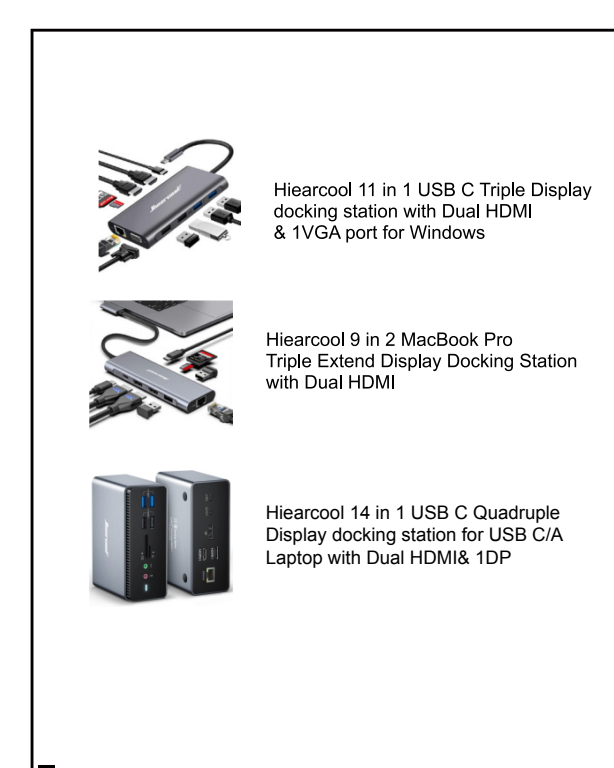 Hiearcool 11 in 1 USB C Triple Display
docking station with Dual HDMI
& 1VGA port for Windows
Hiearcool 9 in 2 MacBook Pro
Triple Extend Display Docking Station
with Dual HDMI
Hiearcool 14 in 1 USB C Quadruple
Display docking station for USB C/A
Laptop with Dual HDMI& 1DP